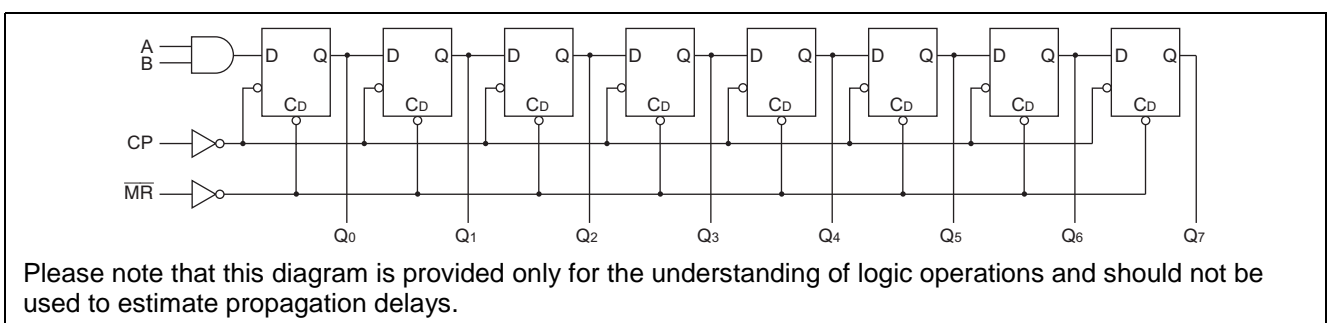 A
B
D Q D Q D Q D Q D Q D Q D Q D Q
CD CD CD CD CD CD CD CD
CP
MR
Q0 Q1 Q2 Q3 Q4 Q5 Q6 Q7
Please note that this diagram is provided only for the understanding of logic operations and should not be
used to estimate propagation delays.